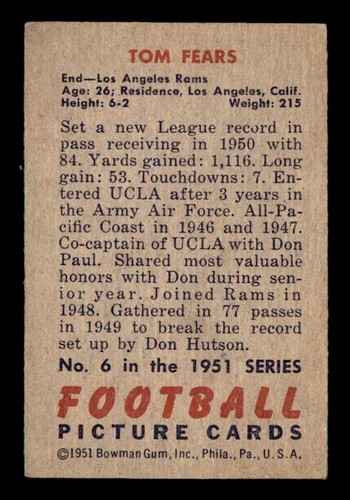 TOM FEARS
End—Los Angeles Rams
Age: 26; Residence, Los Angeles, Calif.
Height: 6-2 Weight: 215
Set a new League record in
pass receiving in 1950 with
84. Yards gained: 1,116. Long
gain: 53. Touchdowns: 7. En-
tered UCLA after 3 years in
the Army Air Force. All-Pa-
cific Coast in 1946 and 1947.
Co-captain of UCLA with Don
Paul. Shared most valuable
honors with Don during sen-
ior year. Joined Rams in
1948. Gathered in 77 passes
in 1949 to break the record
set up by Don Hutson.
No. 6 in the 1951 SERIES
FOOTBALL
PICTURE CARDS
©1951 Bowman Gum, Inc., Phila., Pa., U.S.A.